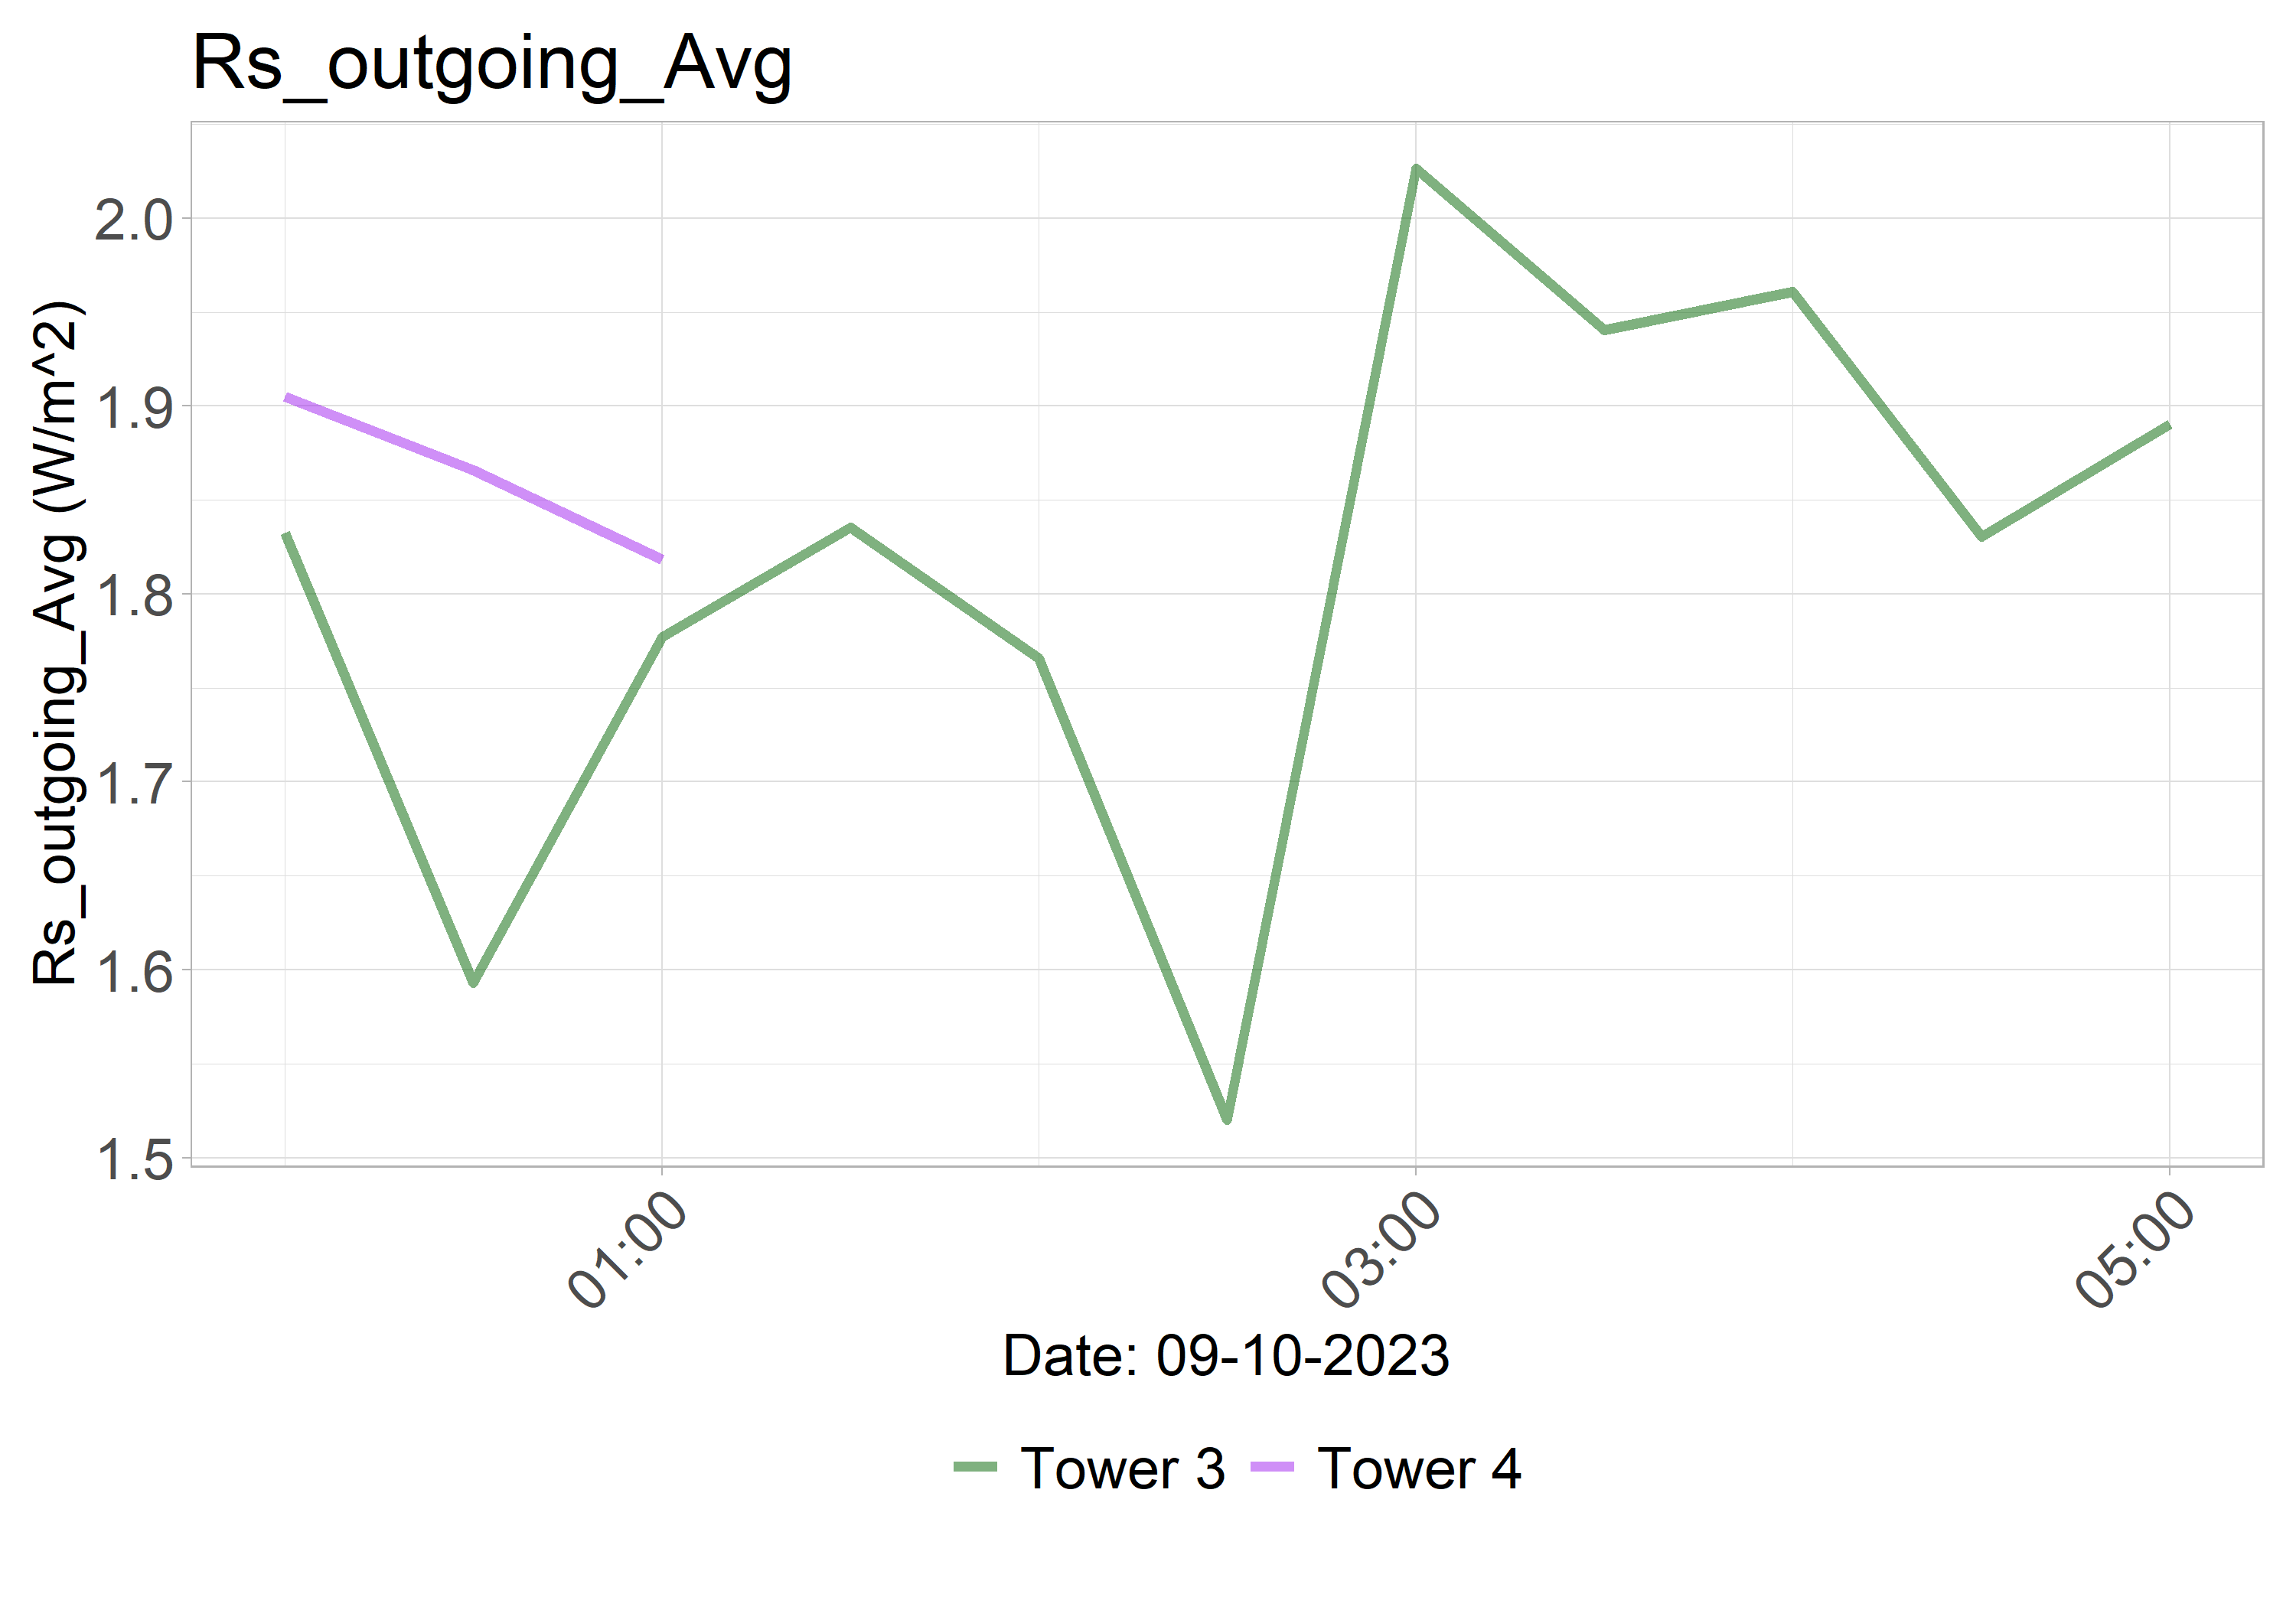 Rs_outgoing_Avg
Rs_outgoing_Avg (W/m^2)
2.0
1.9
1.8
1.7
1.6
1.5
01:00
03:00
05:00
Date: 09-10-2023
Tower 3
Tower 4